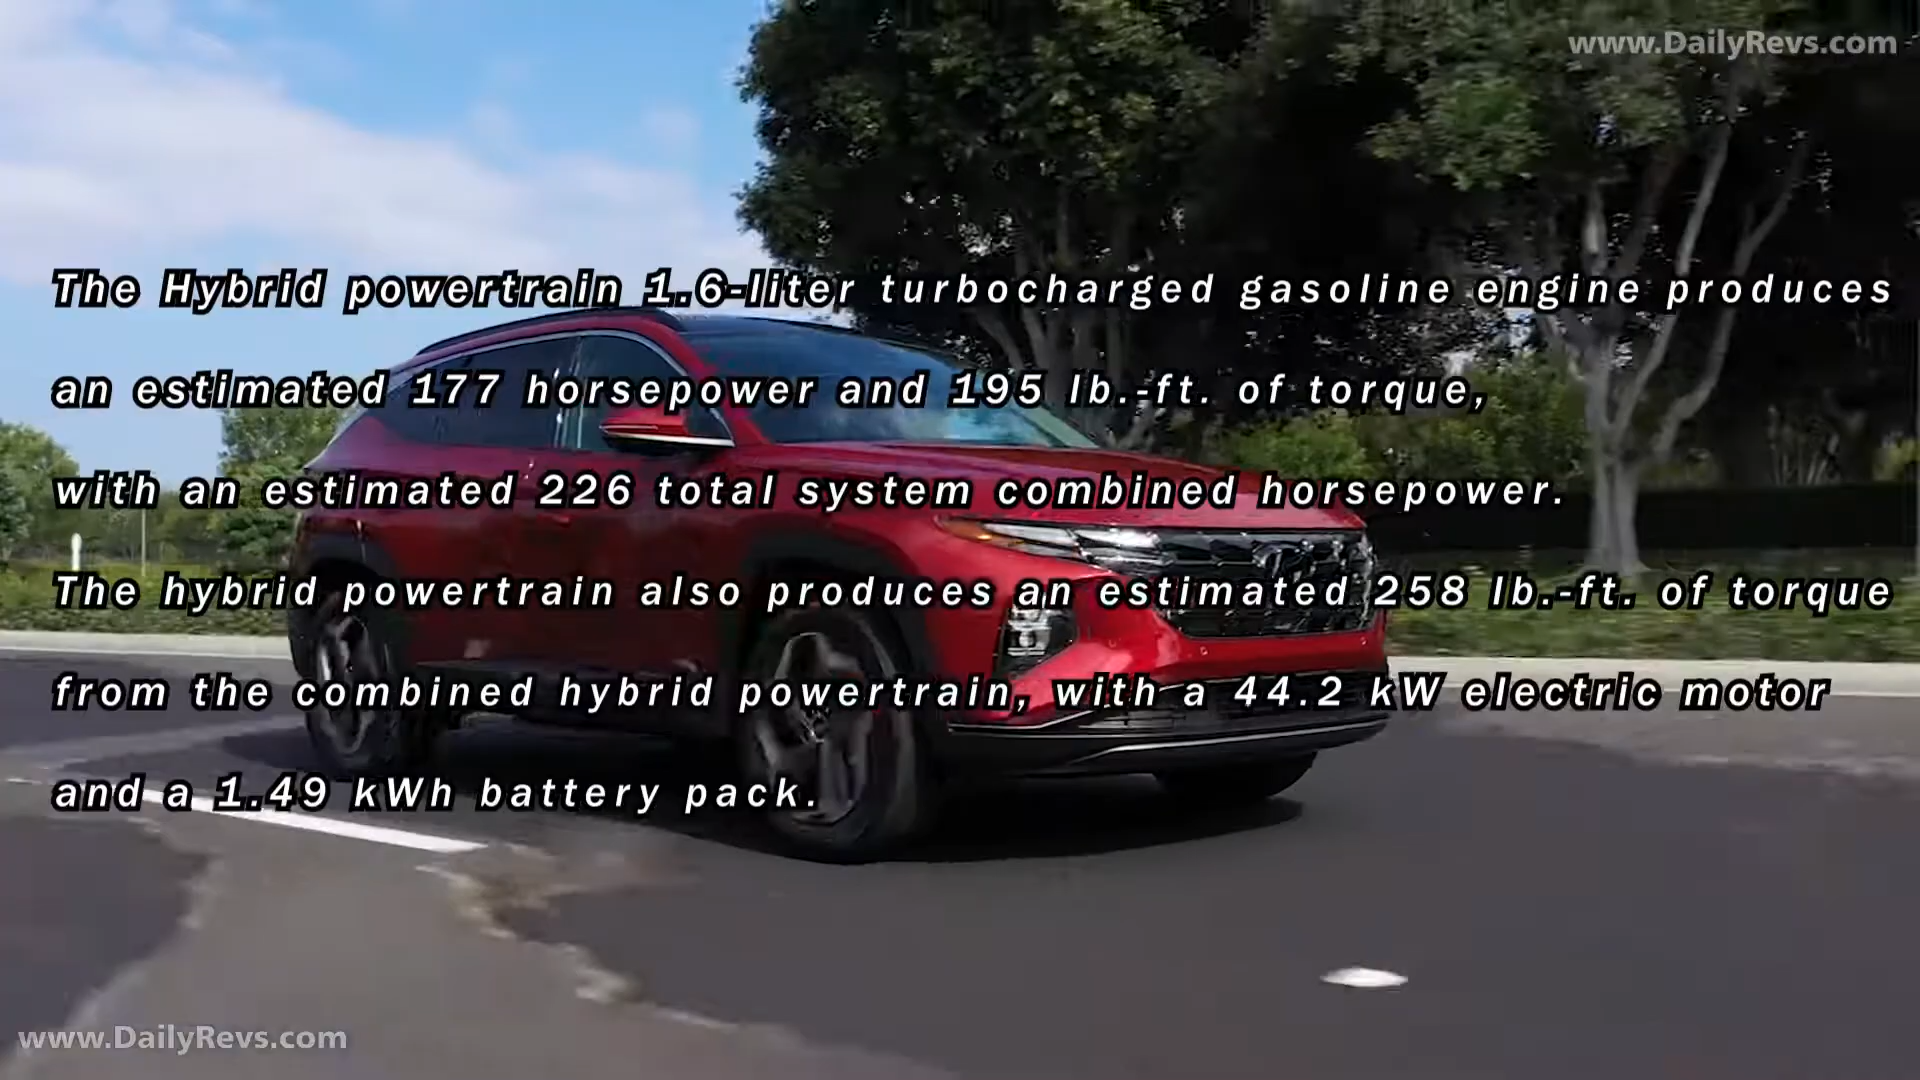 www.DailyRevs.com
The Hybrid powertrain 1.6-liter turbocharged gasoline engine produces
an estimated 177 horsepower and 195 lb.-ft. of torque,
with an estimated 226 total system combined horsepower.
The hybrid powertrain also produces an estimated 258 lb.-ft. of torque
from the combined hybrid powertrain, with a 44.2 kW electric motor
and a 1.49 kWh battery pack.
www.DailyRevs.com